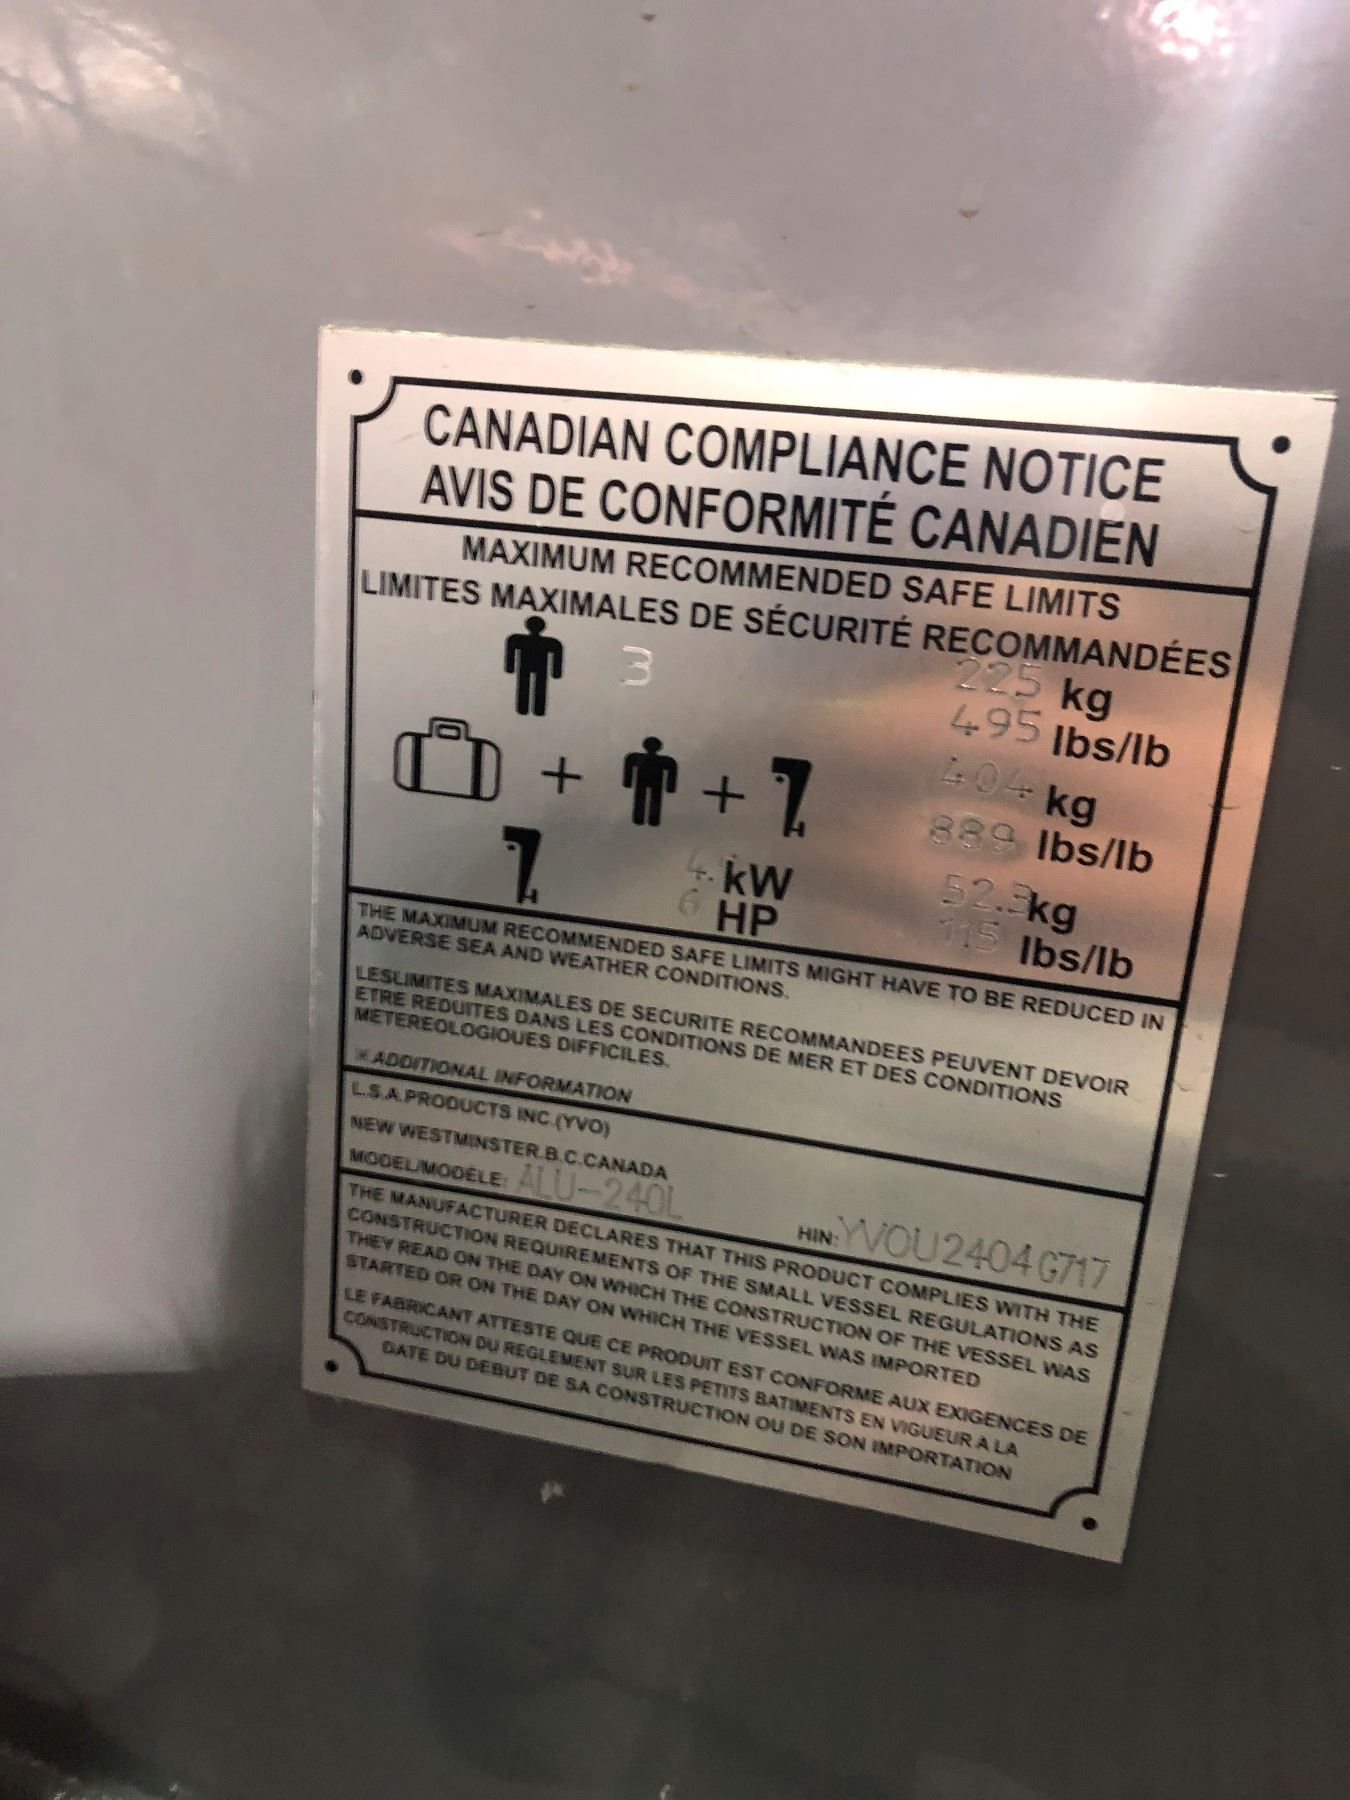 CANADIAN COMPLIANCE NOTICE
AVIS DE CONFORMITÉ CANADIEN
MAXIMUM RECOMMENDED SAFE LIMITS
LIMITES MAXIMALES DE SÉCURITÉ RECOMMANDÉES
3 225 kg
495 lbs/lb
+ + 404 kg
889 lbs/lb
kW kg
6 HP 115 lbs/lb
THE MAXIMUM RECOMMENDED SAFE LIMITS MIGHT HAVE TO BE REDUCED IN
ADVERSE SEA AND WEATHER CONDITIONS.
LESLIMITES MAXIMALES DE SECURITE RECOMMANDEES PEUVENT DEVOIR
ETRE REDUITES DANS LES CONDITIONS DE MER ET DES CONDITIONS
METEREOLOGIOUES DIFFICILES.
※ADDITIONAL INFORMATION
L.S.A.PRODUCTS INC.(YVO)
NEW WESTMINSTER.B.C.CANADA
MODEL/MODÈLE: ALU-240L HIN:YVOU2404G717
THE MANUFACTURER DECLARES THAT THIS PRODUCT COMPLIES WITH THE
CONSTRUCTION REQUIREMENTS OF THE SMALL VESSEL REGULATIONS AS
THEY READ ON THE DAY ON WHICH THE CONSTRUCTION OF THE VESSEL WAS
STARTED OR ON THE DAY ON WHICH THE VESSEL WAS IMPORTED
LE FABRICANT ATTESTE QUE CE PRODUIT EST CONFORME AUX EXIGENCES DE
CONSTRUCTION DU REGLEMENT SUR LES PETITS BATIMENTS EN VIGUEUR A LA
DATE DU DEBUT DE SA CONSTRUCTION OU DE SON IMPORTATION